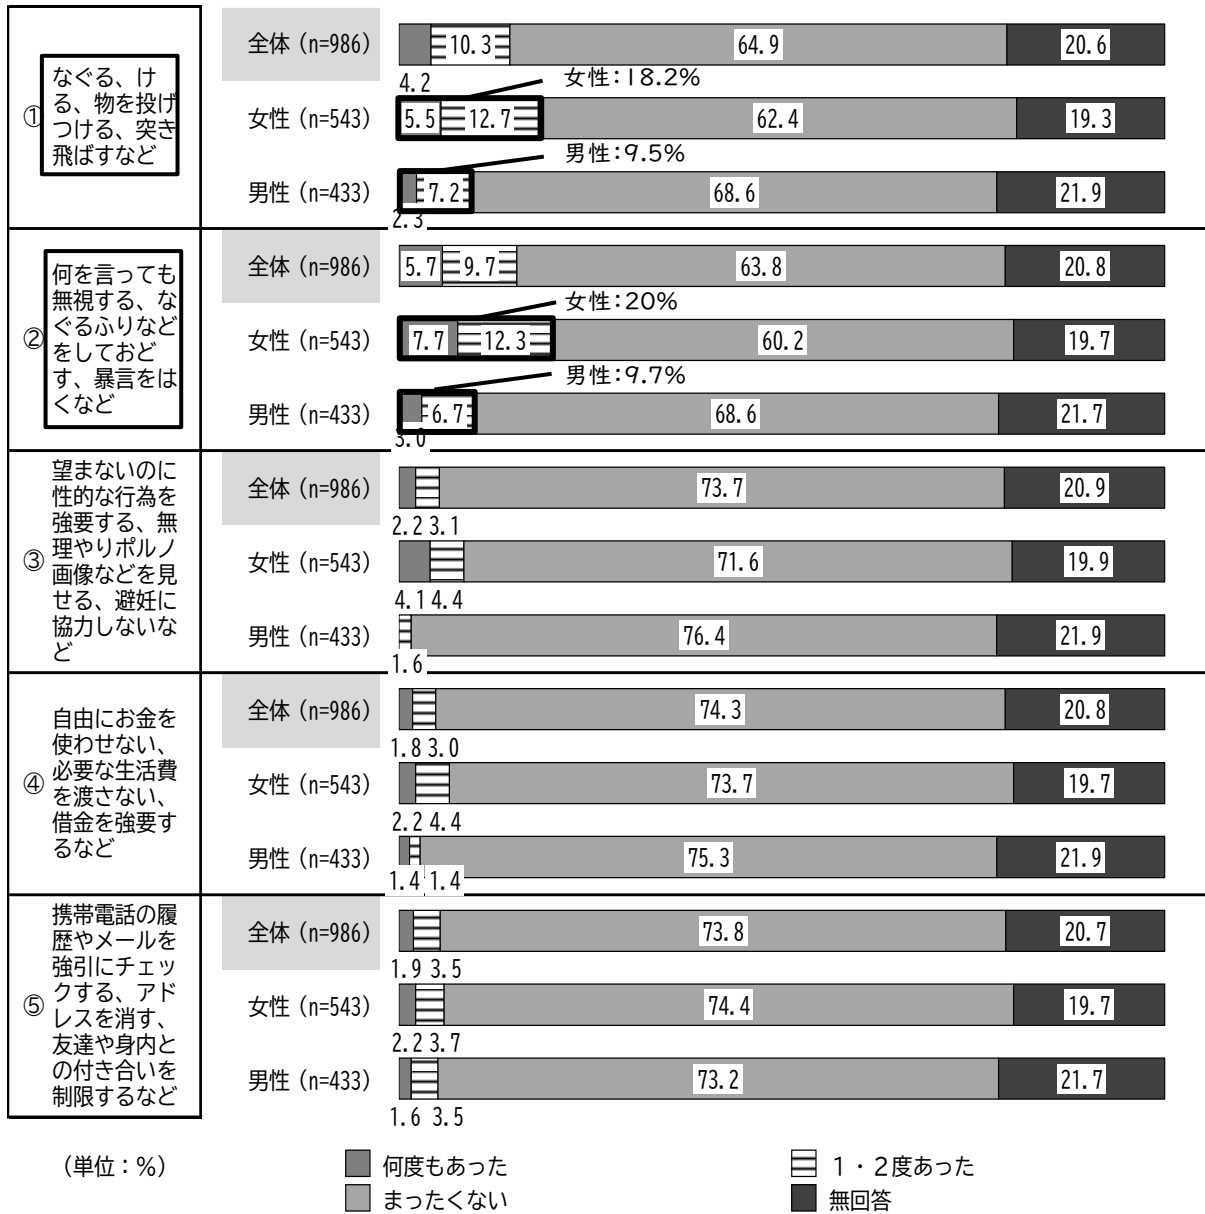 ①
なぐる、け
る、物を投げ
つける、突き
飛ばすなど
全体 (n=986)
10.3
64.9
20.6
4.2
女性:18.2%
女性 (n=543)
5.5
12.7
62.4
19.3
男性:9.5%
男性 (n=433)
7.2
68.6
21.9
2.3
②
何を言っても
無視する、な
ぐるふりなど
をしておど
す、暴言をは
くなど
全体 (n=986)
5.7
9.7
63.8
20.8
女性:20%
女性 (n=543)
7.7
12.3
60.2
19.7
男性:9.7%
男性 (n=433)
6.7
68.6
21.7
3.0
③
望まないのに
性的な行為を
強要する、無
理やりポルノ
画像などを見
せる、避妊に
協力しないな
ど
全体 (n=986)
73.7
20.9
2.2 3.1
女性 (n=543)
71.6
19.9
4.1 4.4
男性 (n=433)
76.4
21.9
1.6
④
自由にお金を
使わせない、
必要な生活費
を渡さない、
借金を強要す
るなど
全体 (n=986)
74.3
20.8
1.8 3.0
女性 (n=543)
73.7
19.7
2.2 4.4
男性 (n=433)
75.3
21.9
1.4 1.4
⑤
携帯電話の履
歴やメールを
強引にチェッ
クする、アド
レスを消す、
友達や身内と
の付き合いを
制限するなど
全体 (n=986)
73.8
20.7
1.9 3.5
女性 (n=543)
74.4
19.7
2.2 3.7
男性 (n=433)
73.2
21.7
1.6 3.5
（単位：%）
何度もあった
１・２度あった
まったくない
無回答